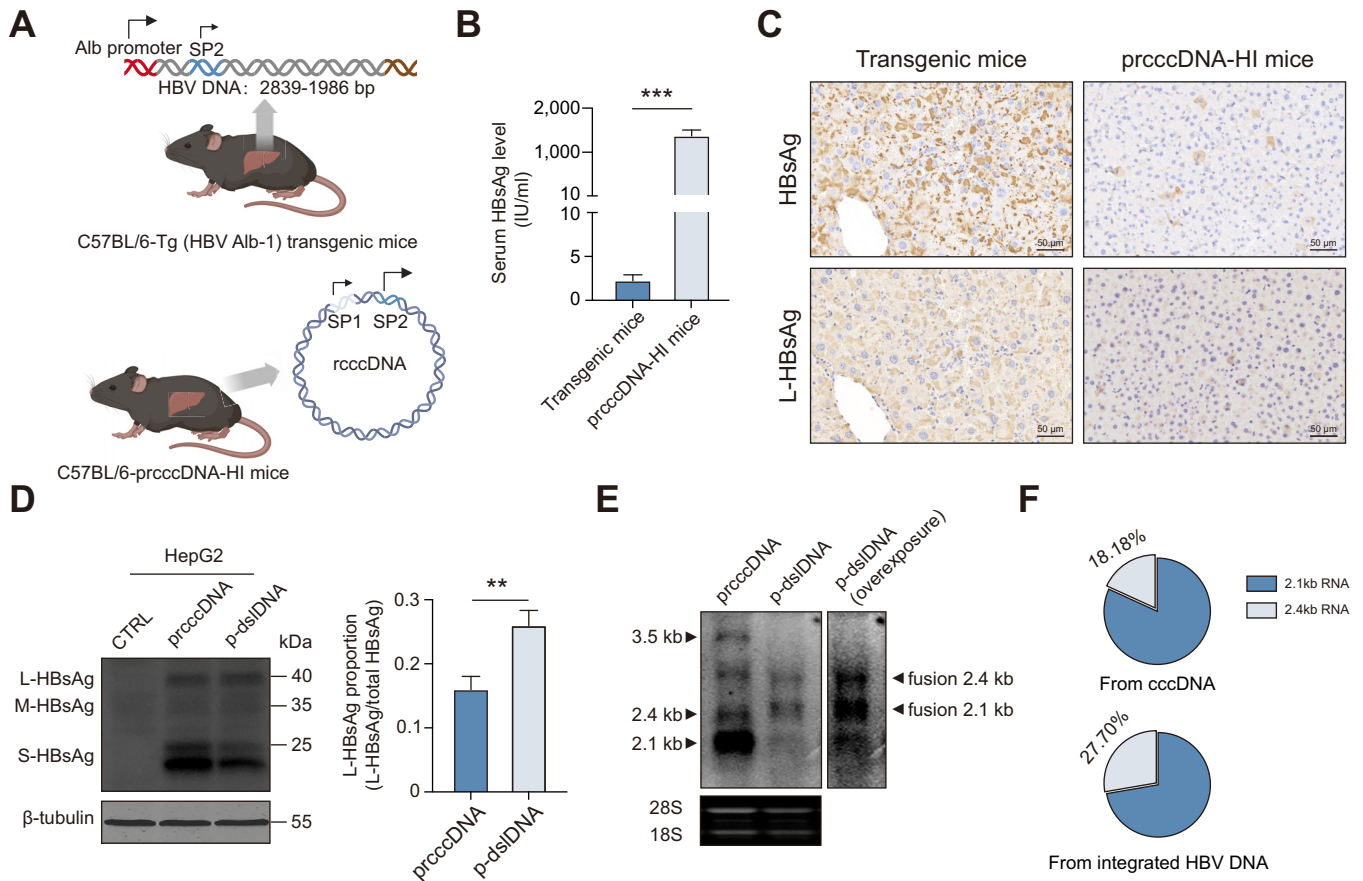 A
Alb promoter SP2
HBV DNA: 2839-1986 bp
C57BL/6-Tg (HBV Alb-1) transgenic mice
SP1 SP2
rcccDNA
C57BL/6-prcccDNA-HI mice
B
***
Serum HBsAg level
(IU/ml)
2,000
1,000
10
10
5
0
Transgenic mice
prcccDNA-HI mice
C
Transgenic mice prcccDNA-HI mice
HBsAg
50 µm
50 µm
L-HBsAg
50 µm
50 µm
D
HepG2
CTRL prcccDNA p-dslDNA
kDa
L-HBsAg 40
M-HBsAg 35
S-HBsAg 25
β-tubulin 55
**
L-HBsAg proportion
(L-HBsAg/total HBsAg)
0.3
0.2
0.1
0
prcccDNA
p-dslDNA
E
prcccDNA p-dslDNA p-dslDNA
(overexposure)
3.5 kb
2.4 kb
2.1 kb
fusion 2.4 kb
fusion 2.1 kb
28S
18S
F
18.18%
From cccDNA
2.1kb RNA
2.4kb RNA
27.70%
From integrated HBV DNA